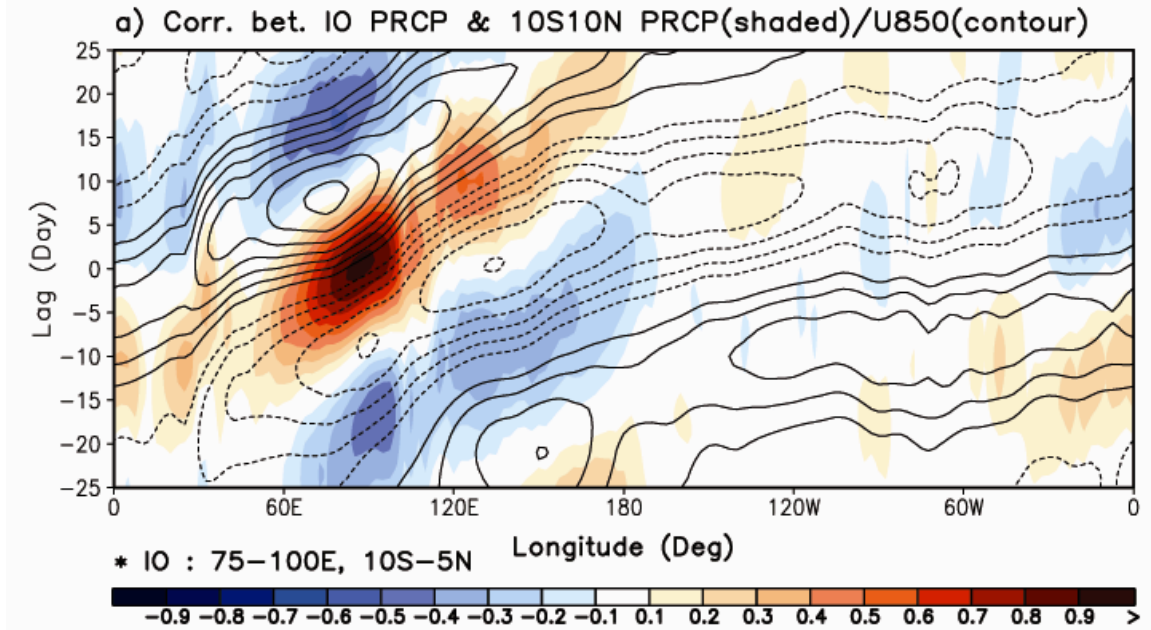 a) Corr. bet. IO PRCP & 10S10N PRCP(shaded)/U850(contour)
25
20
15
10
5
0
−5
−10
−15
−20
−25
Lag (Day)
0 60E 120E 180 120W 60W 0
Longitude (Deg)
* IO : 75−100E, 10S−5N
−0.9 −0.8 −0.7 −0.6 −0.5 −0.4 −0.3 −0.2 −0.1 0.1 0.2 0.3 0.4 0.5 0.6 0.7 0.8 0.9 >